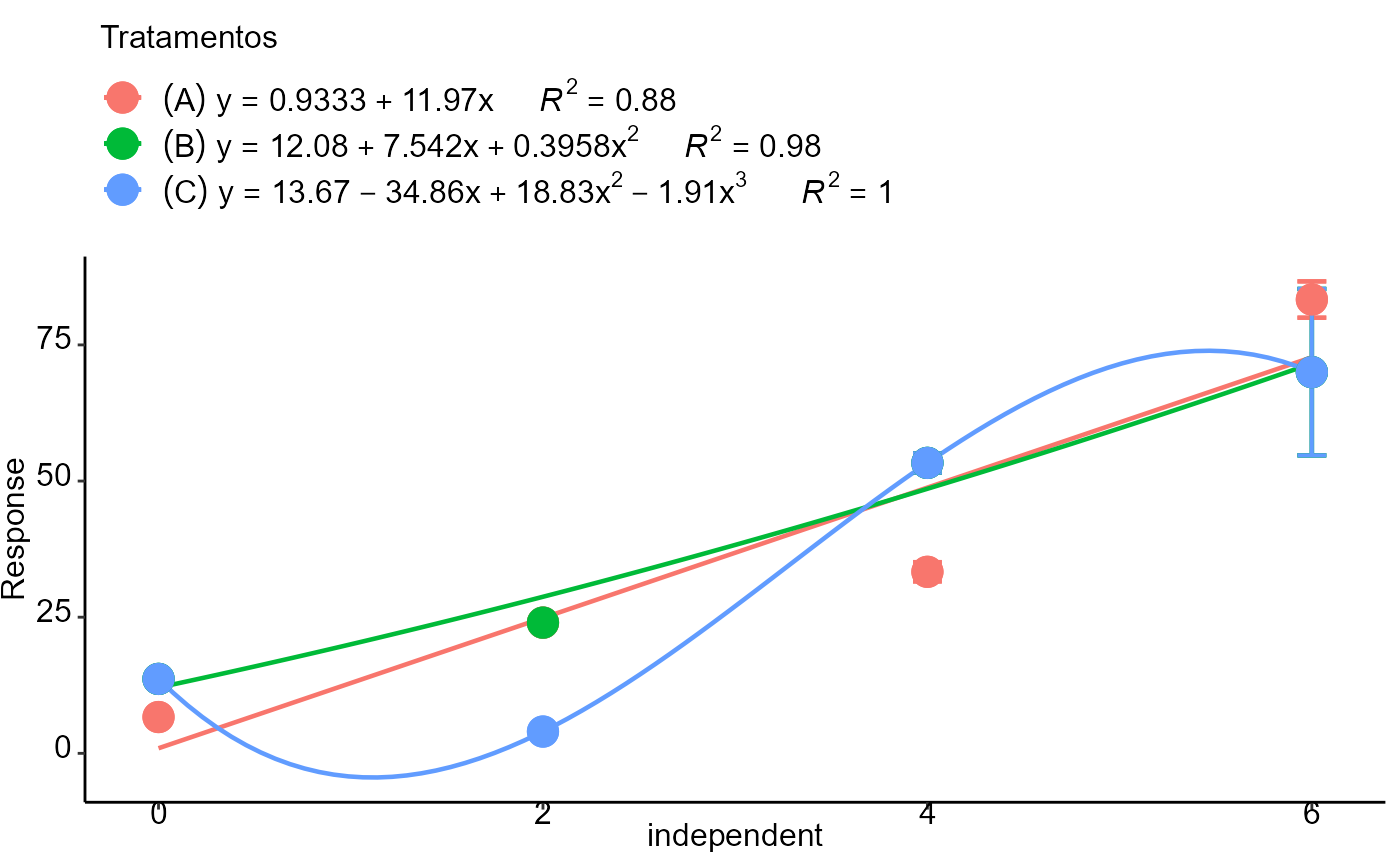 Tratamentos
(A) y = 0.9333 + 11.97x R² = 0.88
(B) y = 12.08 + 7.542x + 0.3958x² R² = 0.98
(C) y = 13.67 − 34.86x + 18.83x² − 1.91x³ R² = 1
75
50
25
0
Response
0 2 4 6
independent